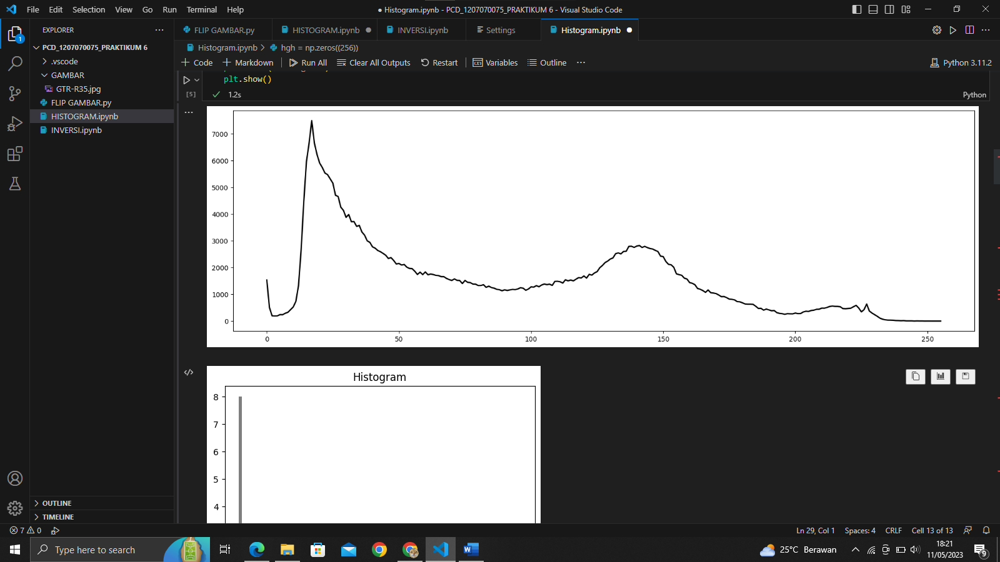 File Edit Selection View Go Run Terminal Help
● Histogram.ipynb - PCD_1207070075_PRAKTIKUM 6 - Visual Studio Code
EXPLORER
FLIP GAMBAR.py
HISTOGRAM.ipynb
INVERSI.ipynb
Settings
Histogram.ipynb
1
PCD_1207070075_PRAKTIKUM 6
.vscode
GAMBAR
GTR-R35.jpg
FLIP GAMBAR.py
HISTOGRAM.ipynb
INVERSI.ipynb
OUTLINE
TIMELINE
Histogram.ipynb > hgh = np.zeros((256))
+ Code + Markdown Run All Clear All Outputs Restart Variables Outline ...
Python 3.11.2
plt.show()
[5]
1.2s
Python
7000
6000
5000
4000
3000
2000
1000
0
0 50 100 150 200 250
Histogram
8
7
6
5
4
7 0
Ln 29, Col 1 Spaces: 4 CRLF Cell 13 of 13
Type here to search
25°C Berawan
18:21
11/05/2023
9